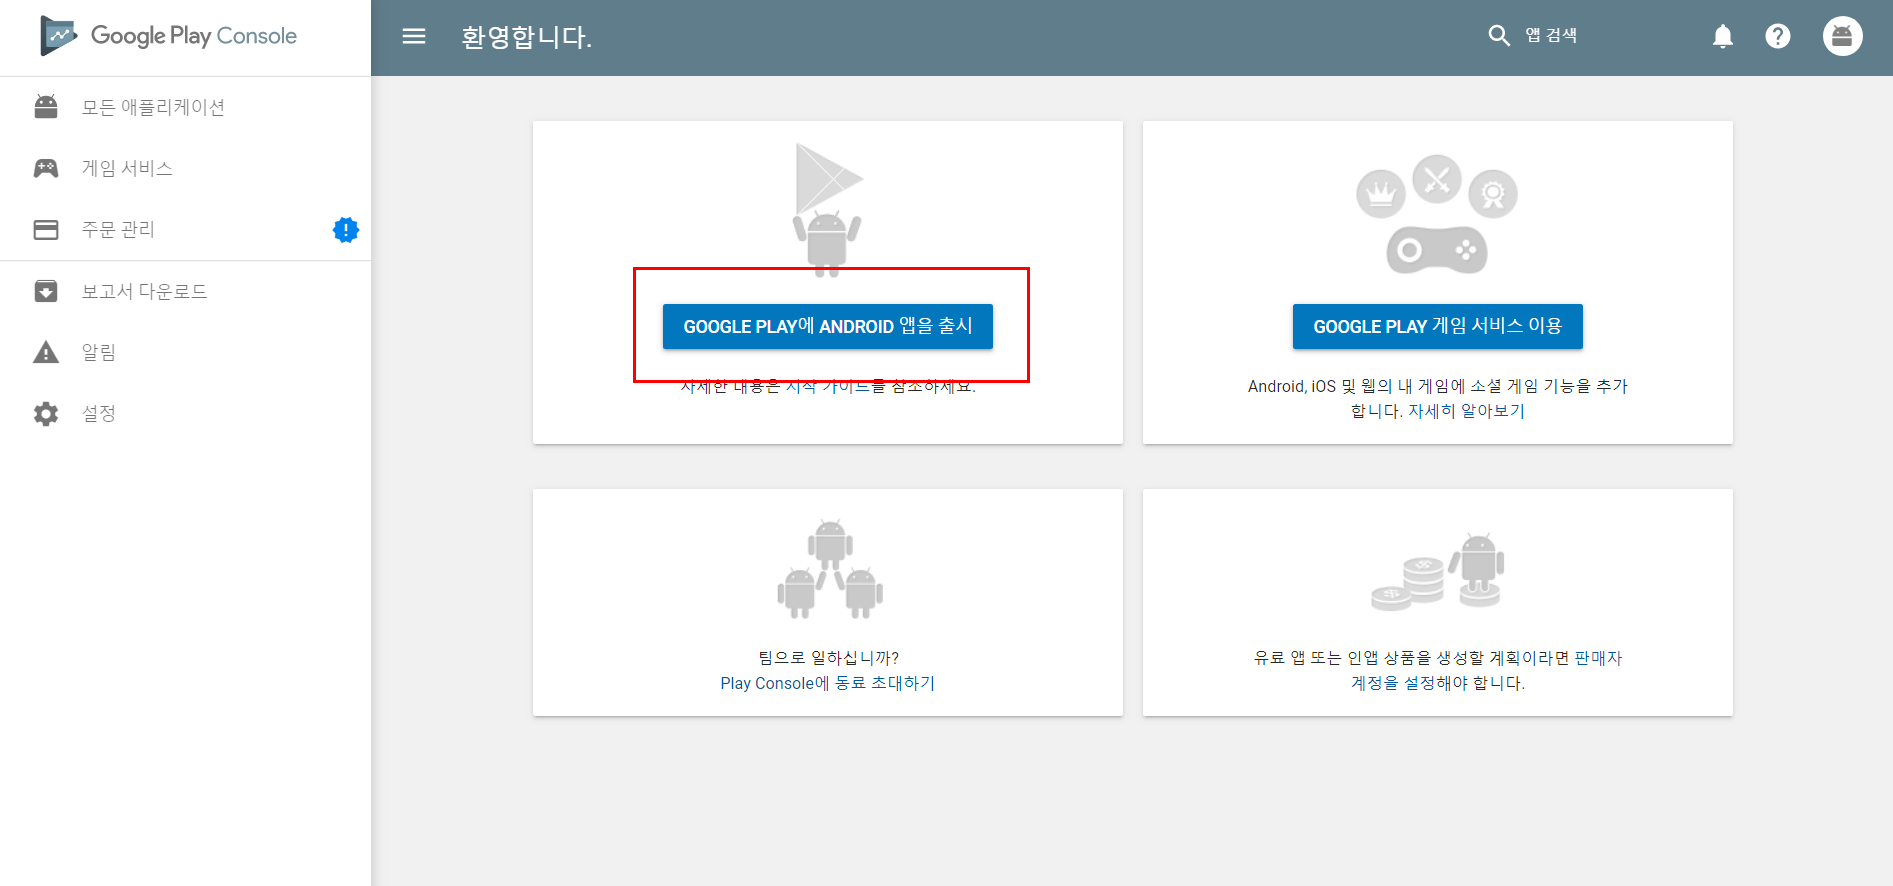 Google Play Console
환영합니다.
앱 검색
모든 애플리케이션
게임 서비스
주문 관리
보고서 다운로드
알림
설정
GOOGLE PLAY에 ANDROID 앱을 출시
자세한 내용은 시작 가이드를 참조하세요.
GOOGLE PLAY 게임 서비스 이용
Android, iOS 및 웹의 내 게임에 소셜 게임 기능을 추가
합니다. 자세히 알아보기
팀으로 일하십니까?
Play Console에 동료 초대하기
유료 앱 또는 인앱 상품을 생성할 계획이라면 판매자
계정을 설정해야 합니다.